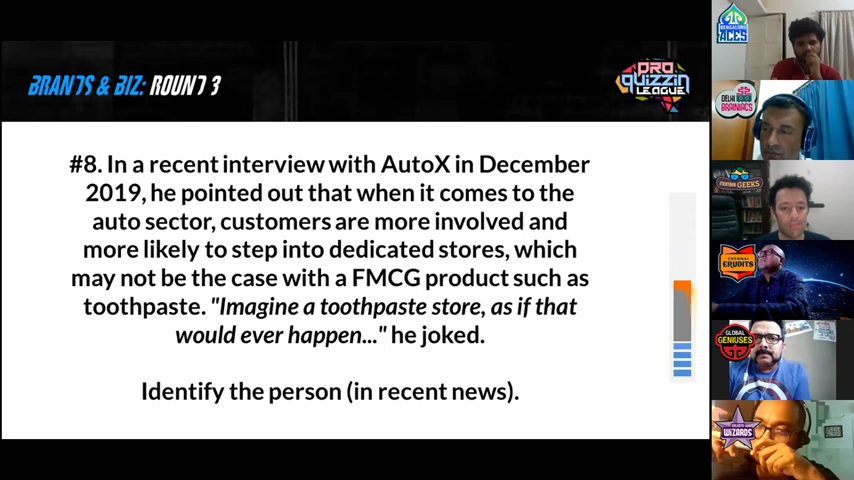 BRANDS & BIZ: ROUND 3
PRO
QUIZZIN
LEAGUE
#8. In a recent interview with AutoX in December
2019, he pointed out that when it comes to the
auto sector, customers are more involved and
more likely to step into dedicated stores, which
may not be the case with a FMCG product such as
toothpaste. "Imagine a toothpaste store, as if that
would ever happen..." he joked.
Identify the person (in recent news).
BENGALURU
ACES
DELHI
BRAINIACS
GEEKS
CHENNAI
ERUDITS
GLOBAL
GENIUSES
WIZARDS